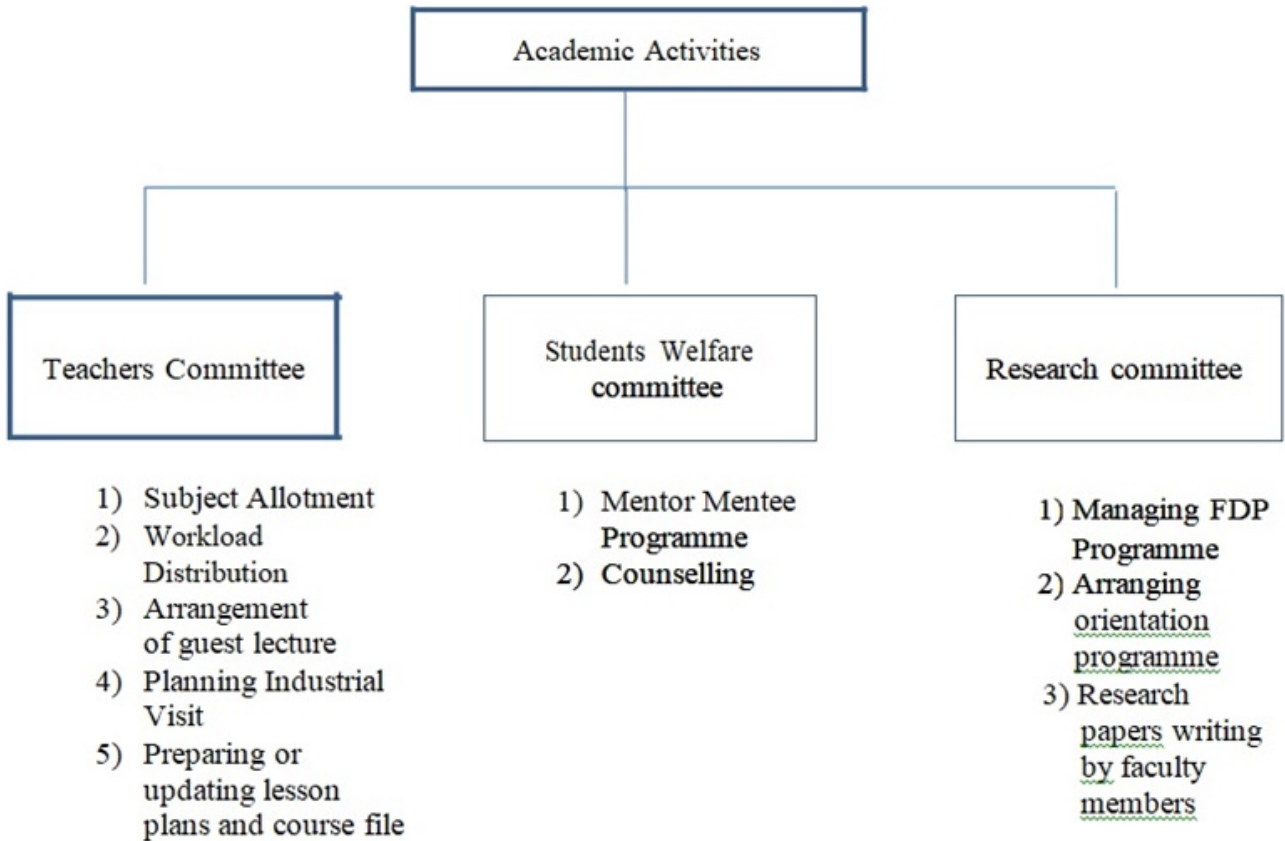 Academic Activities
Teachers Committee
Students Welfare
committee
Research committee
1) Subject Allotment
2) Workload
Distribution
3) Arrangement
of guest lecture
4) Planning Industrial
Visit
5) Preparing or
updating lesson
plans and course file
1) Mentor Mentee
Programme
2) Counselling
1) Managing FDP
Programme
2) Arranging
orientation
programme
3) Research
papers writing
by faculty
members